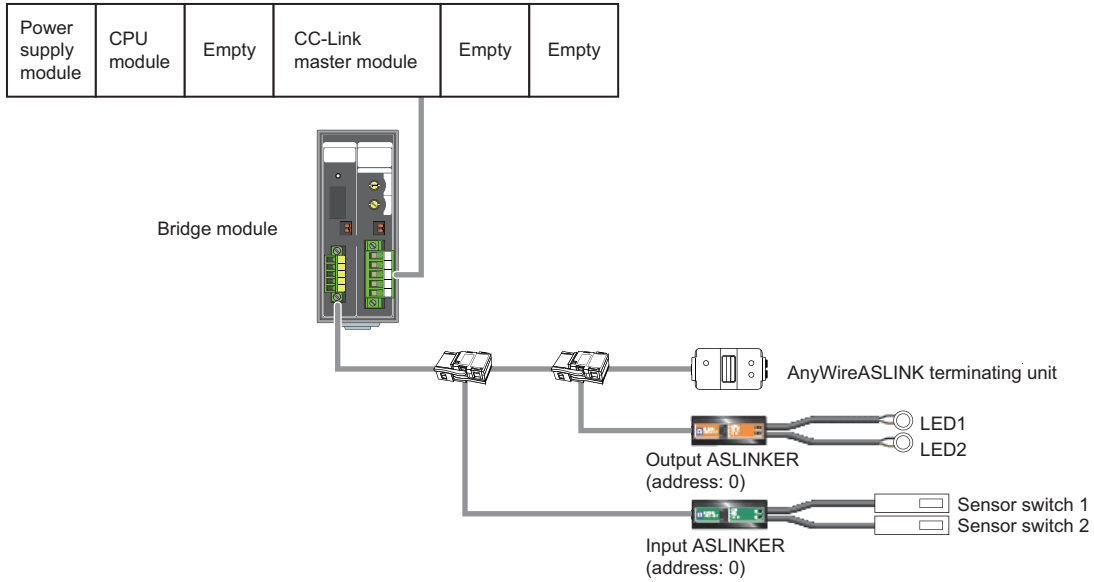 Power
supply
module
CPU
module
Empty
CC-Link
master module
Empty
Empty
Bridge module
AnyWireASLINK terminating unit
LED1
LED2
Output ASLINKER
(address: 0)
Sensor switch 1
Sensor switch 2
Input ASLINKER
(address: 0)